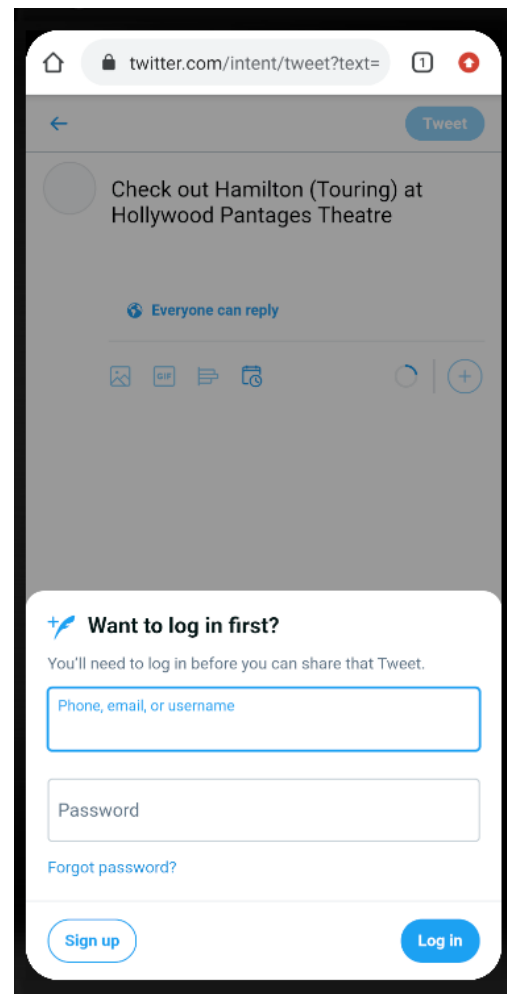 twitter.com/intent/tweet?text=
1
Tweet
Check out Hamilton (Touring) at
Hollywood Pantages Theatre
Everyone can reply
GIF
Want to log in first?
You'll need to log in before you can share that Tweet.
Phone, email, or username
Password
Forgot password?
Sign up
Log in